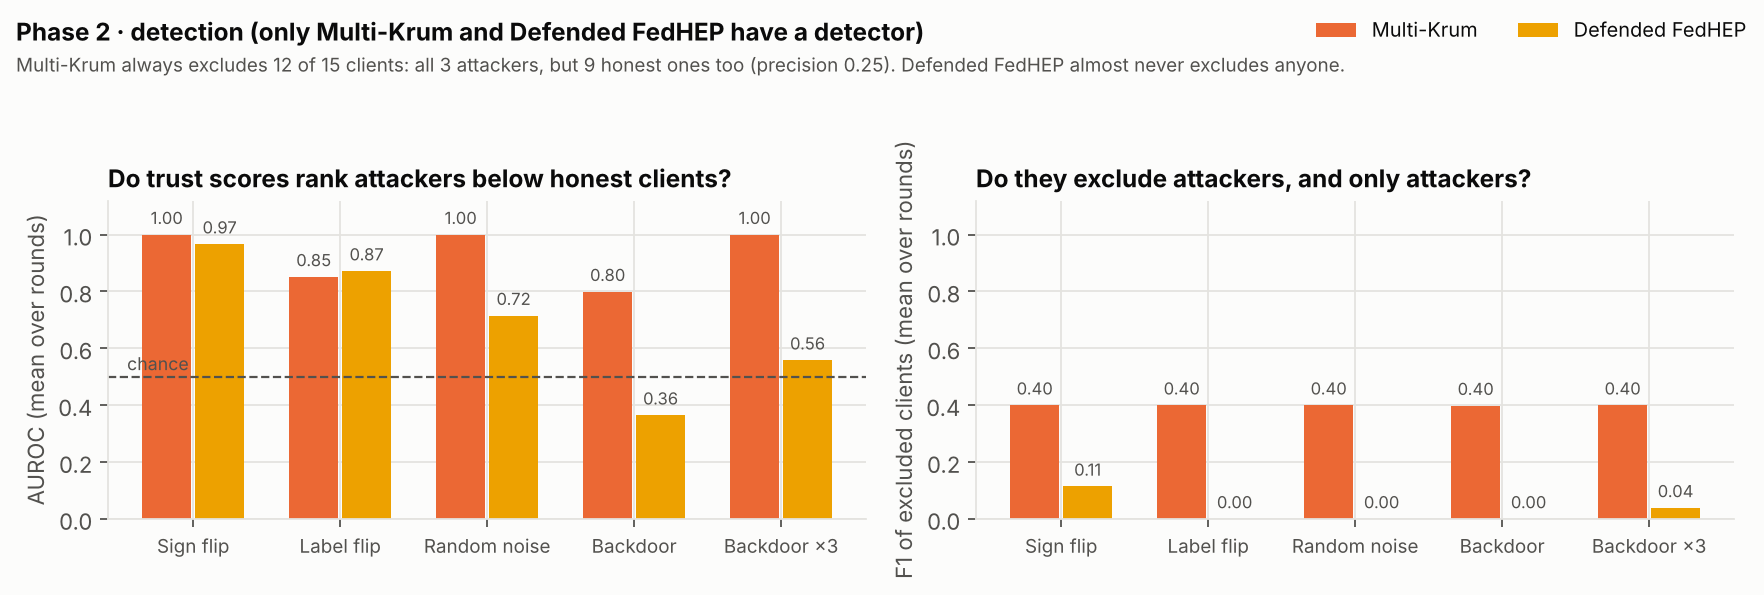 Phase 2 · detection (only Multi-Krum and Defended FedHEP have a detector)
Multi-Krum always excludes 12 of 15 clients: all 3 attackers, but 9 honest ones too (precision 0.25). Defended FedHEP almost never excludes anyone.
Multi-Krum
Defended FedHEP
Do trust scores rank attackers below honest clients?
AUROC (mean over rounds)
1.0
0.8
0.6
0.4
0.2
0.0
chance
1.00
0.97
0.85
0.87
1.00
0.72
0.80
0.36
1.00
0.56
Sign flip
Label flip
Random noise
Backdoor
Backdoor ×3
Do they exclude attackers, and only attackers?
F1 of excluded clients (mean over rounds)
1.0
0.8
0.6
0.4
0.2
0.0
0.40
0.11
0.40
0.00
0.40
0.00
0.40
0.00
0.40
0.04
Sign flip
Label flip
Random noise
Backdoor
Backdoor ×3